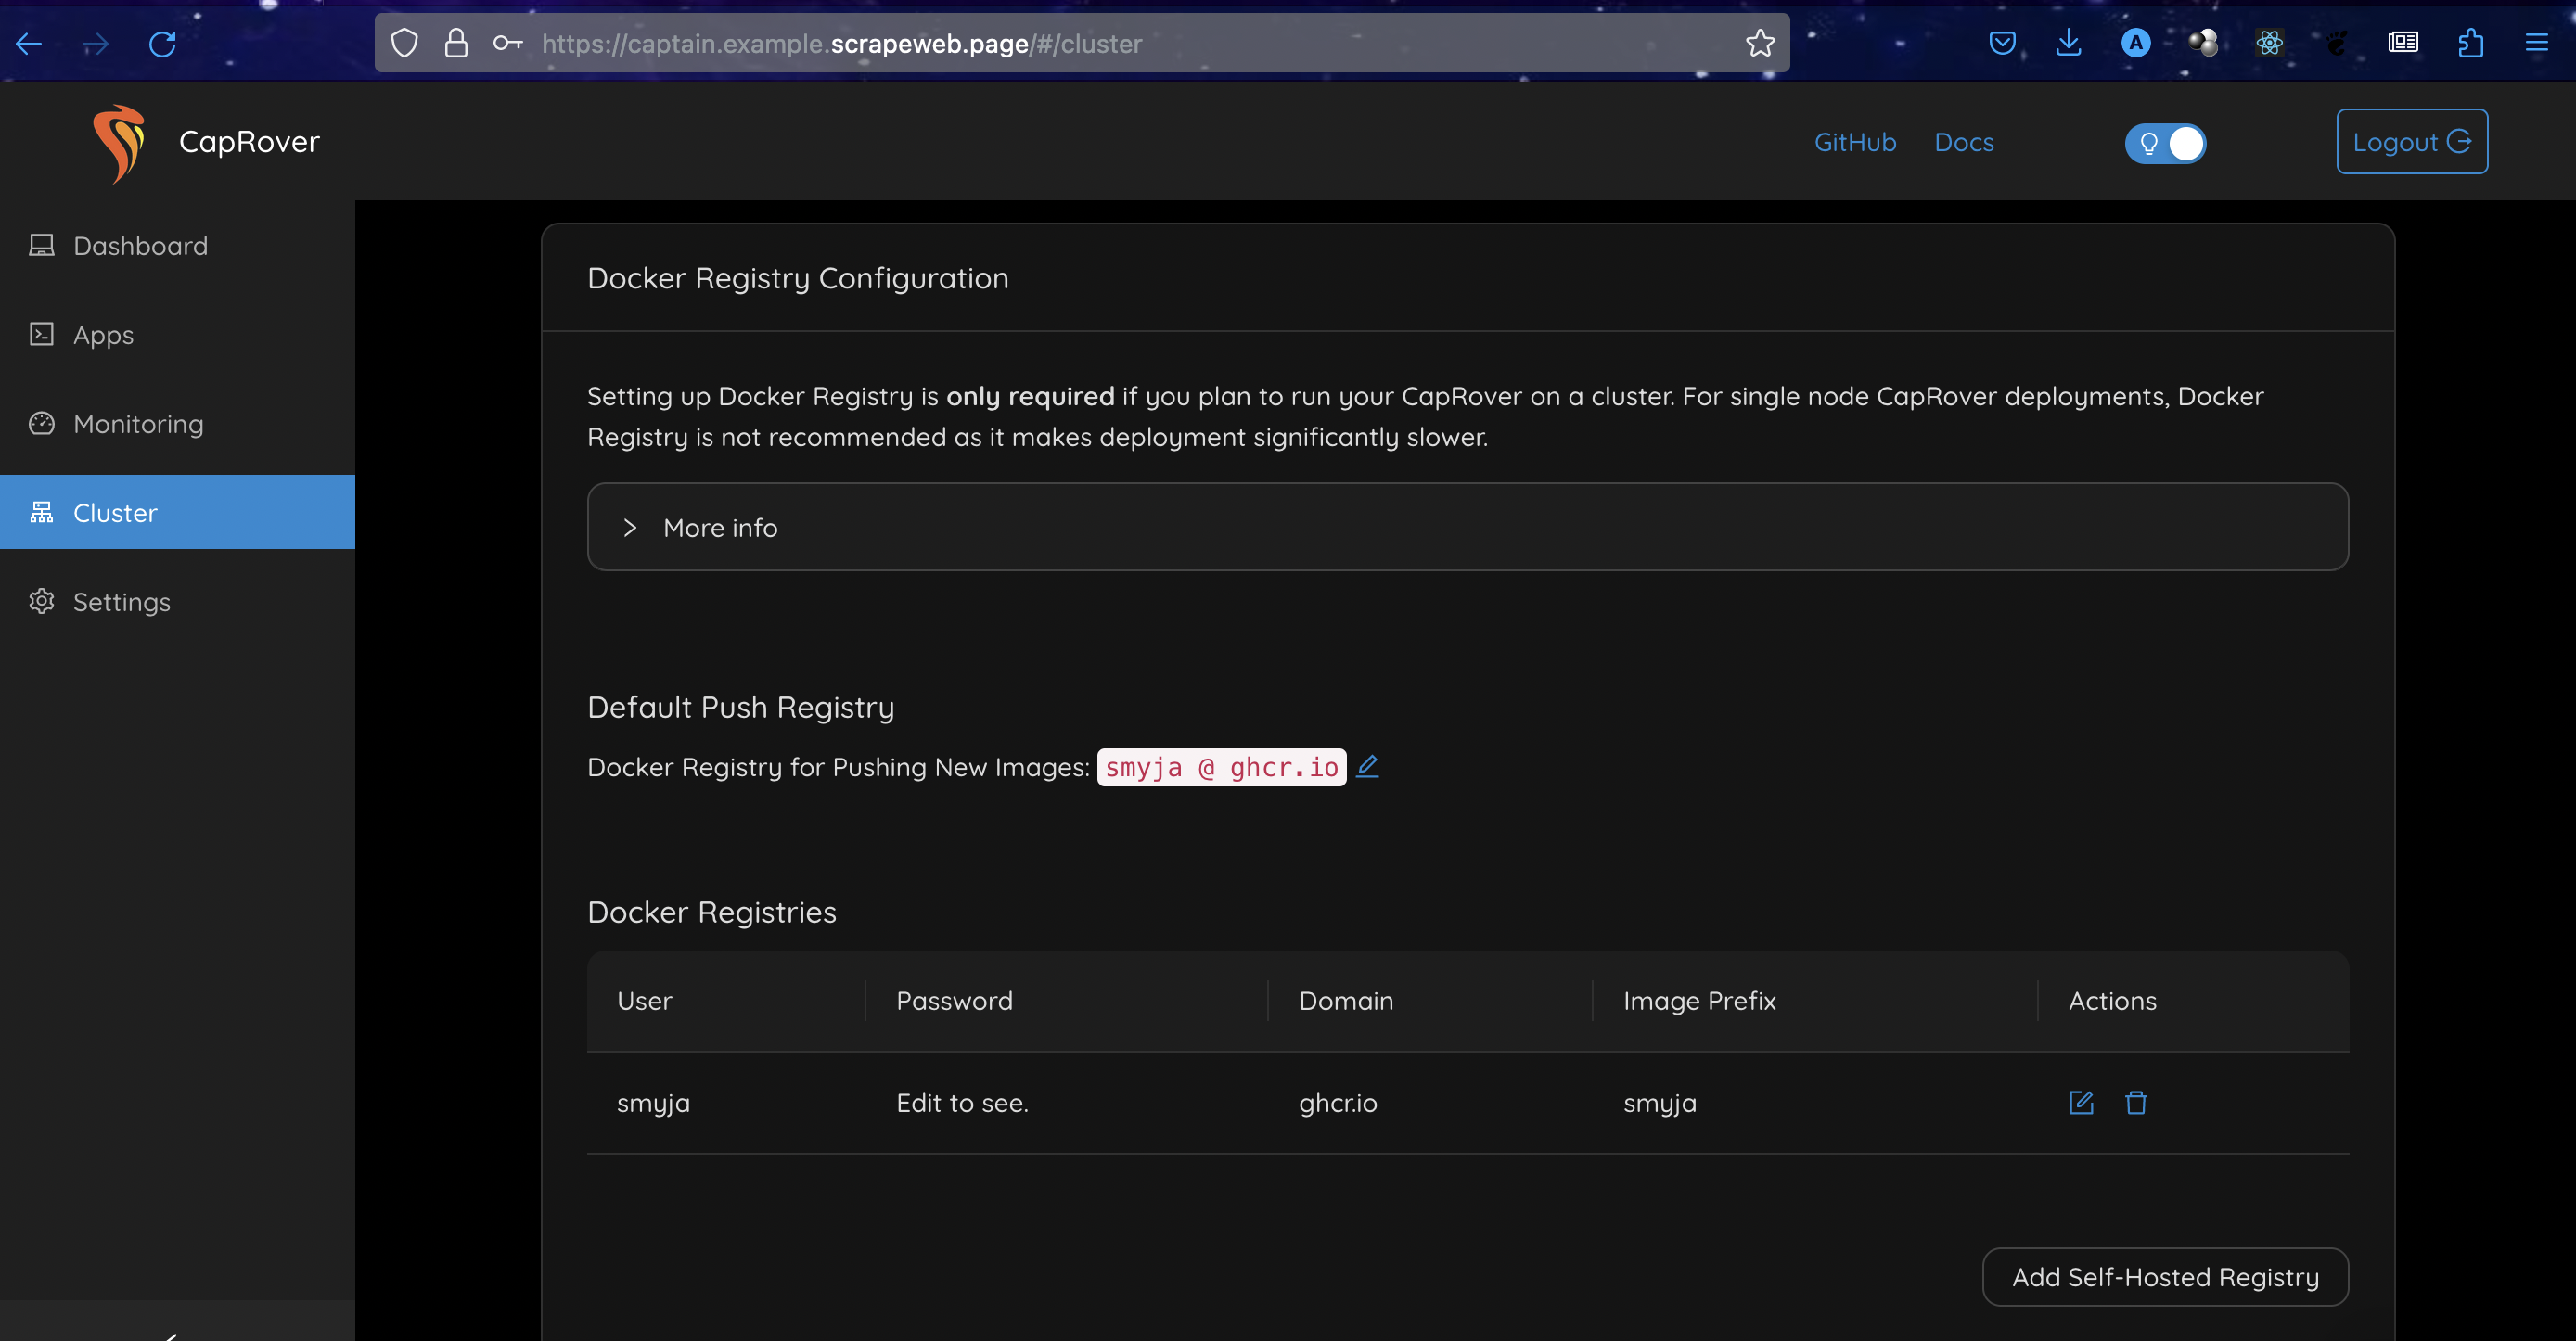 https://captain.example.scrapeweb.page/#/cluster
CapRover
GitHub
Docs
Logout
Dashboard
Apps
Monitoring
Cluster
Settings
Docker Registry Configuration
Setting up Docker Registry is only required if you plan to run your CapRover on a cluster. For single node CapRover deployments, Docker
Registry is not recommended as it makes deployment significantly slower.
More info
Default Push Registry
Docker Registry for Pushing New Images: smyja @ ghcr.io
Docker Registries
User Password Domain Image Prefix Actions
smyja Edit to see. ghcr.io smyja
Add Self-Hosted Registry